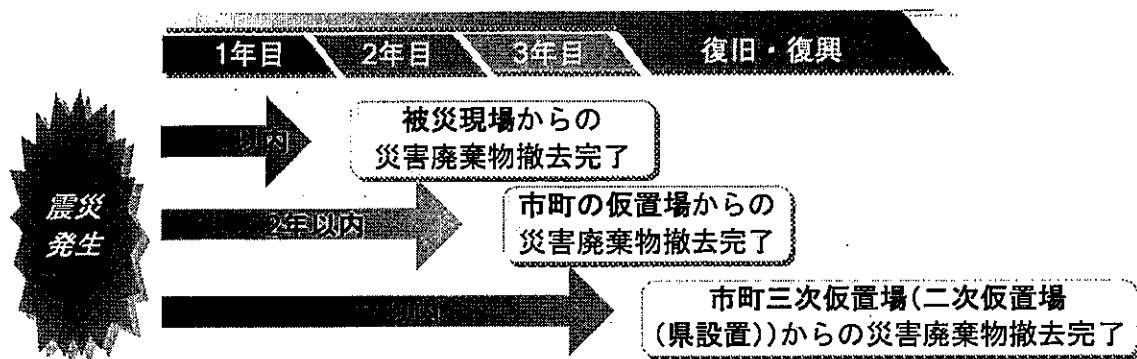 1年目 2年目 3年目 復旧・復興
以内
被災現場からの
災害廃棄物撤去完了
震災
発生
2年以内
市町の仮置場からの
災害廃棄物撤去完了
市町三次仮置場(二次仮置場
(県設置))からの災害廃棄物撤去完了